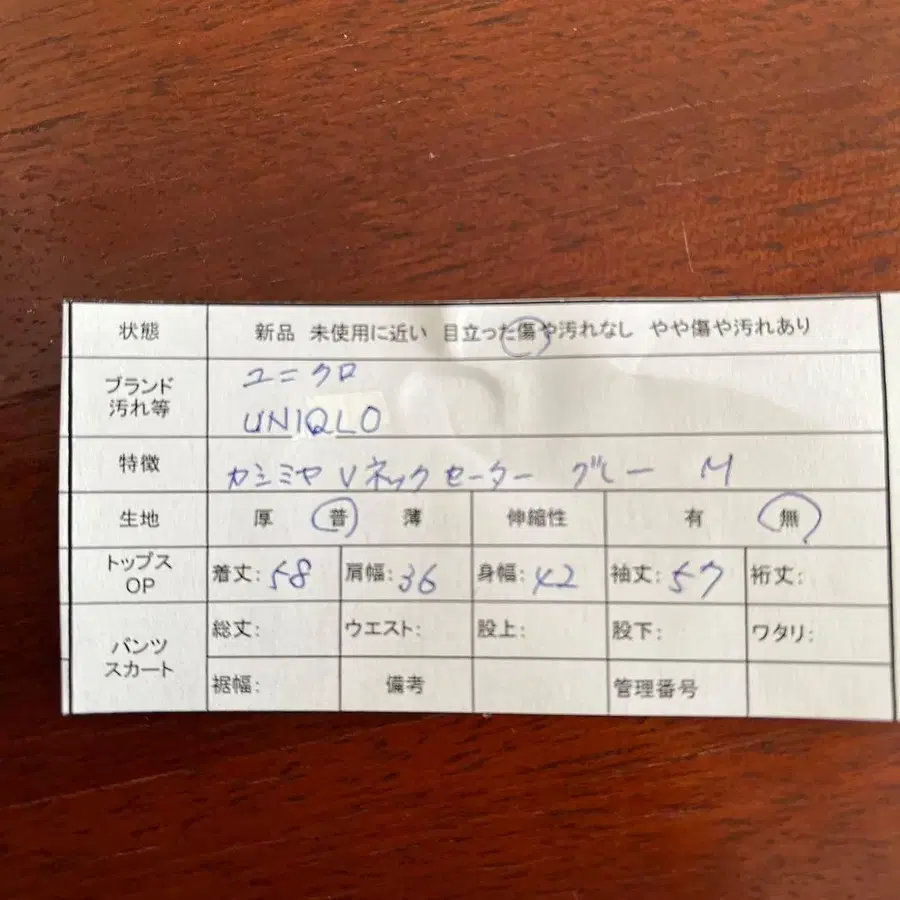 状態 新品 未使用に近い 目立った傷や汚れなし やや傷や汚れあり
ブランド
汚れ等
ユニクロ
UNIQLO
特徴 カシミヤ Vネックセーター グレー M
生地 厚 普 薄 伸縮性 有 無
トップス
OP
着丈: 58 肩幅: 36 身幅: 42 袖丈: 57 裄丈:
パンツ
スカート
総丈: ウエスト: 股上: 股下: ワタリ:
裾幅: 備考 管理番号